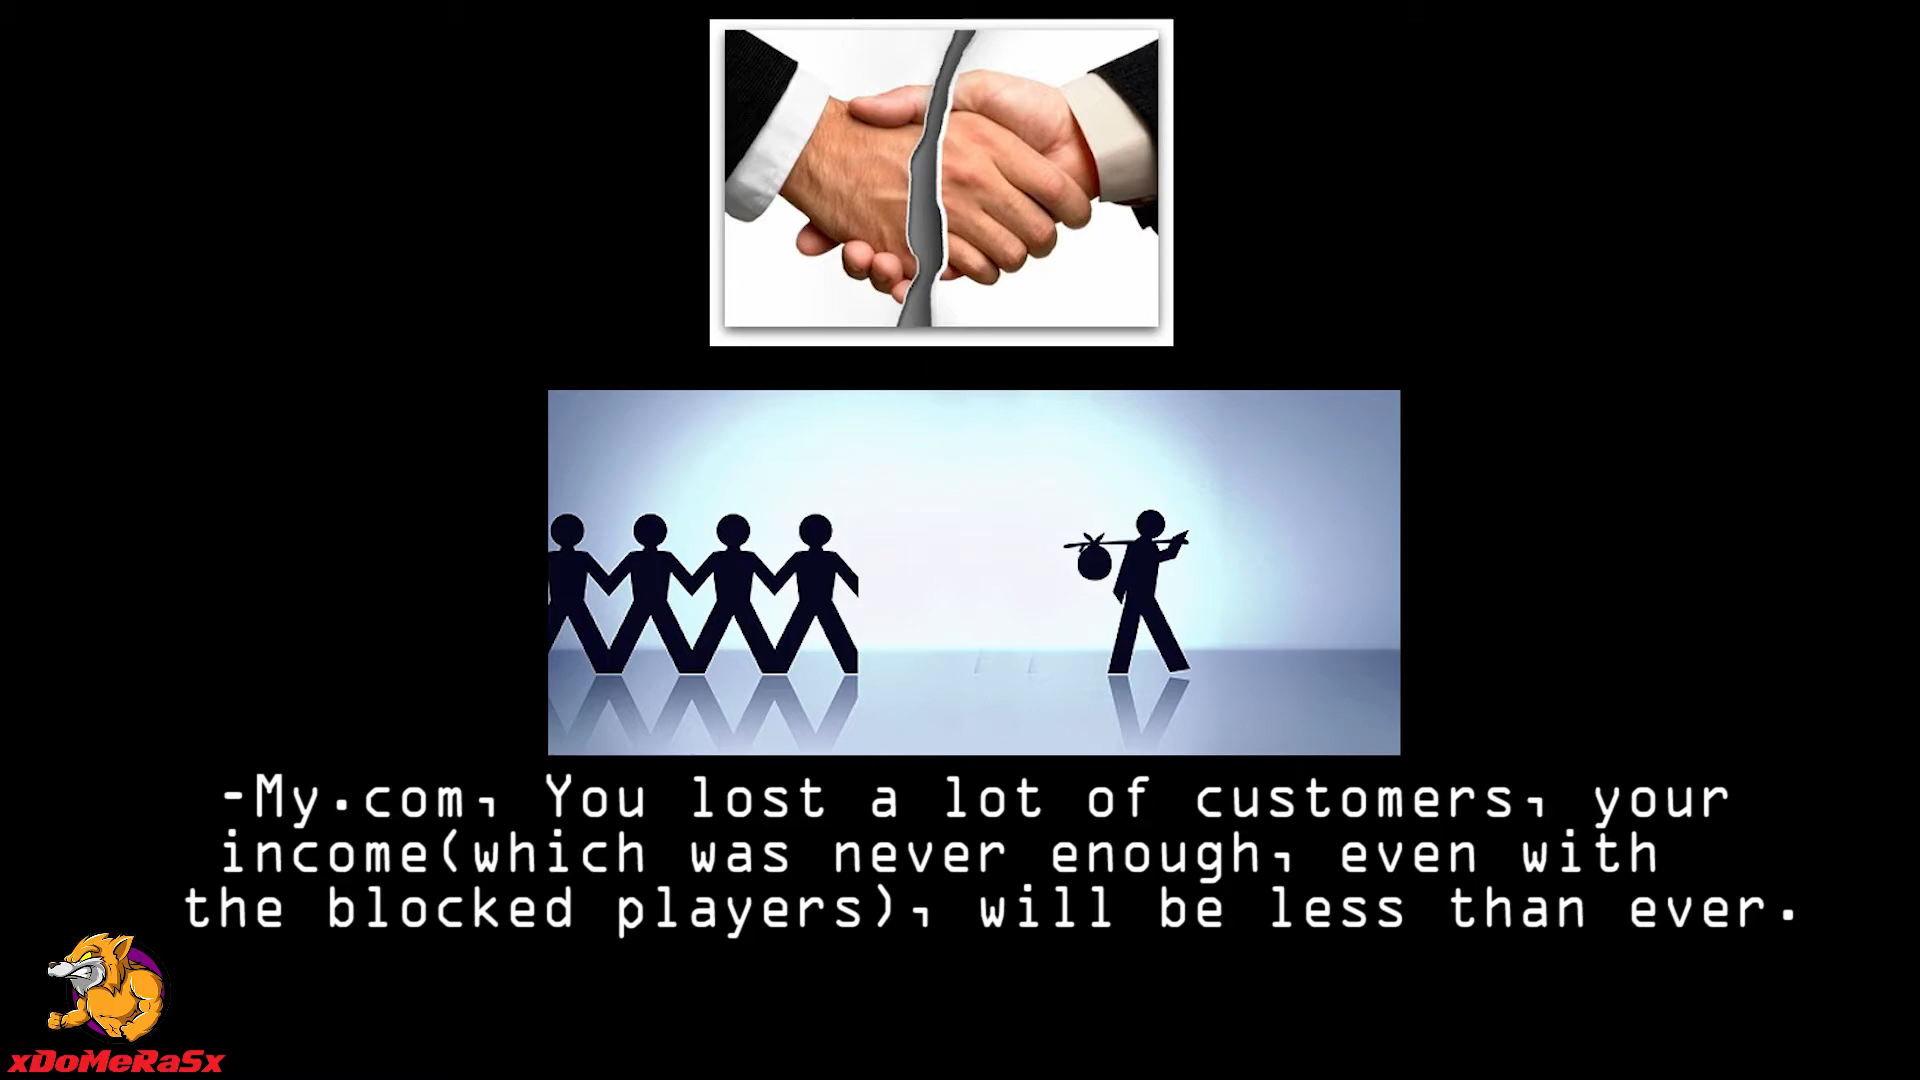 -My.com, You lost a lot of customers, your
income(which was never enough, even with
the blocked players), will be less than ever.
xDoMeRaSx